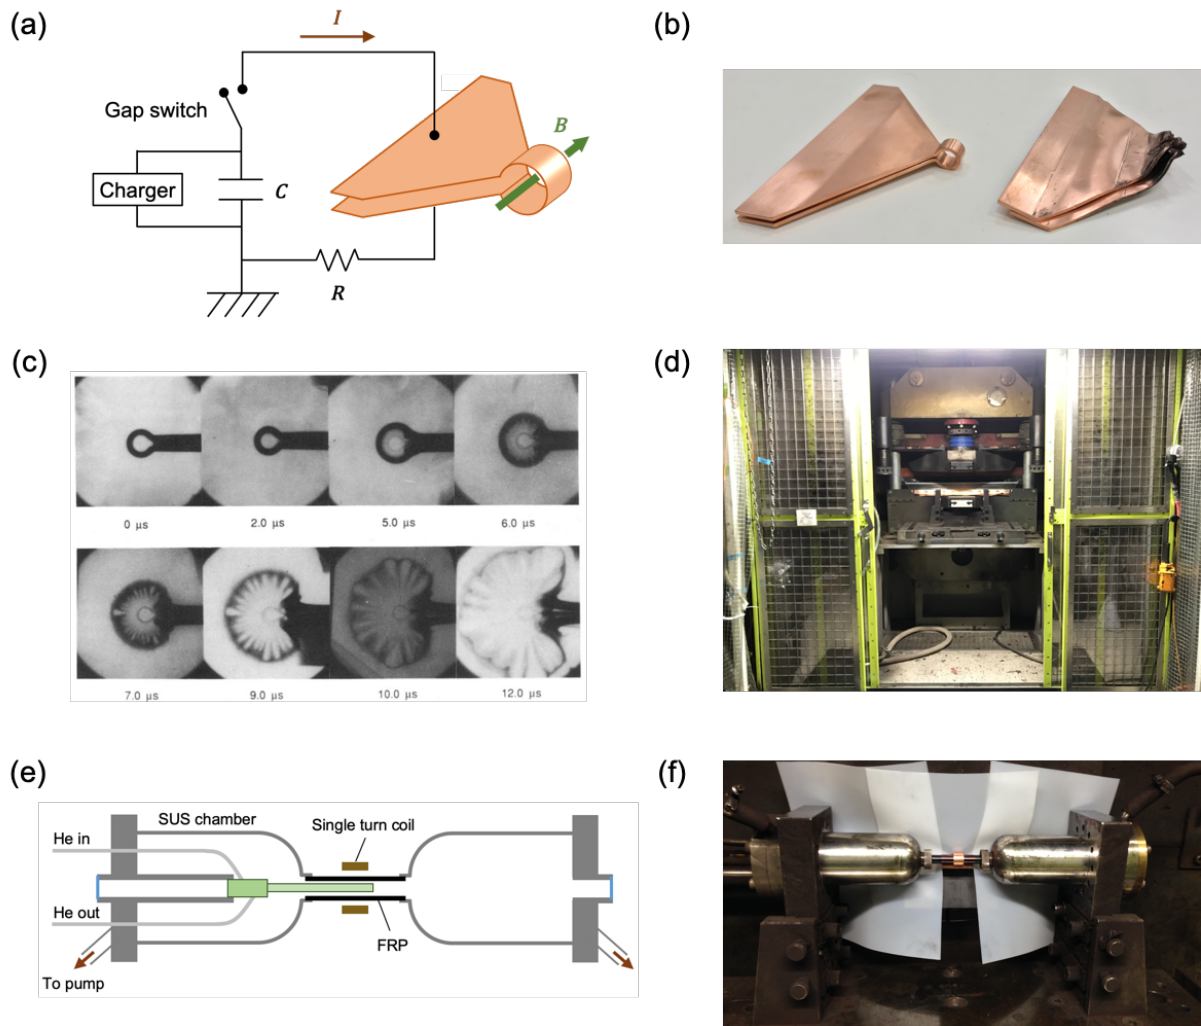 (a)
I
Gap switch
B
Charger
C
R
(b)
(c)
0 μs
2.0 μs
5.0 μs
6.0 μs
7.0 μs
9.0 μs
10.0 μs
12.0 μs
(d)
(e)
SUS chamber
Single turn coil
He in
He out
FRP
To pump
(f)